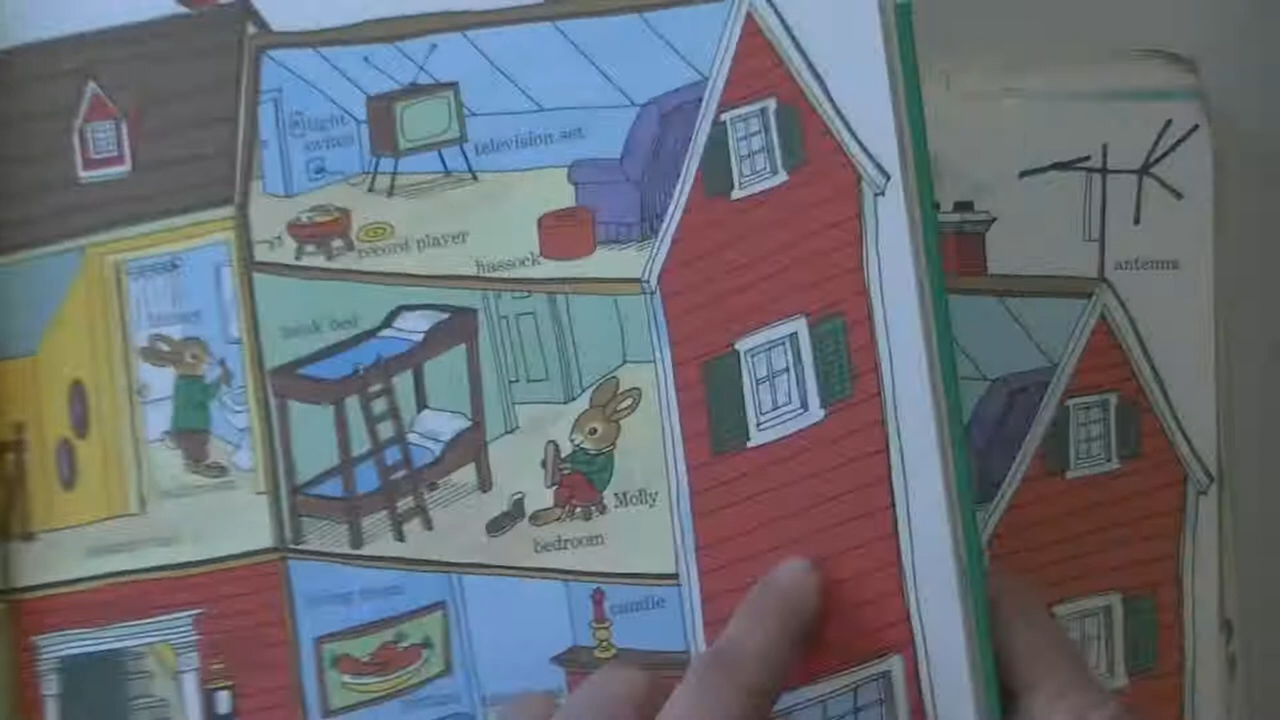 light
switch
television set
record player
hassock
antenna
bunk bed
Molly
bedroom
candle